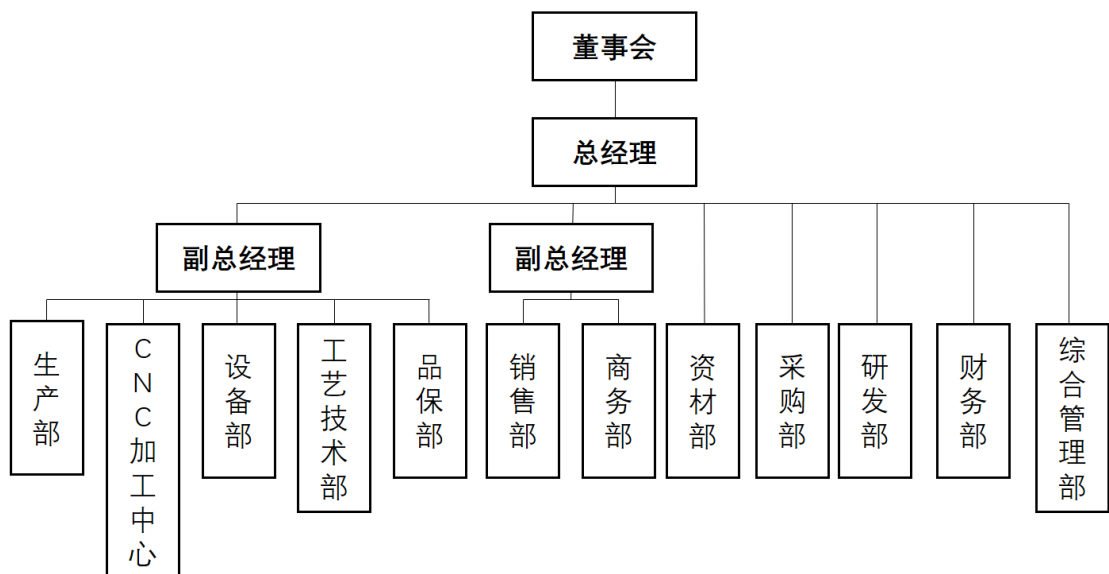 董事会
总经理
副总经理
副总经理
生产部
CNC加工中心
设备部
工艺技术部
品保部
销售部
商务部
资材部
采购部
研发部
财务部
综合管理部